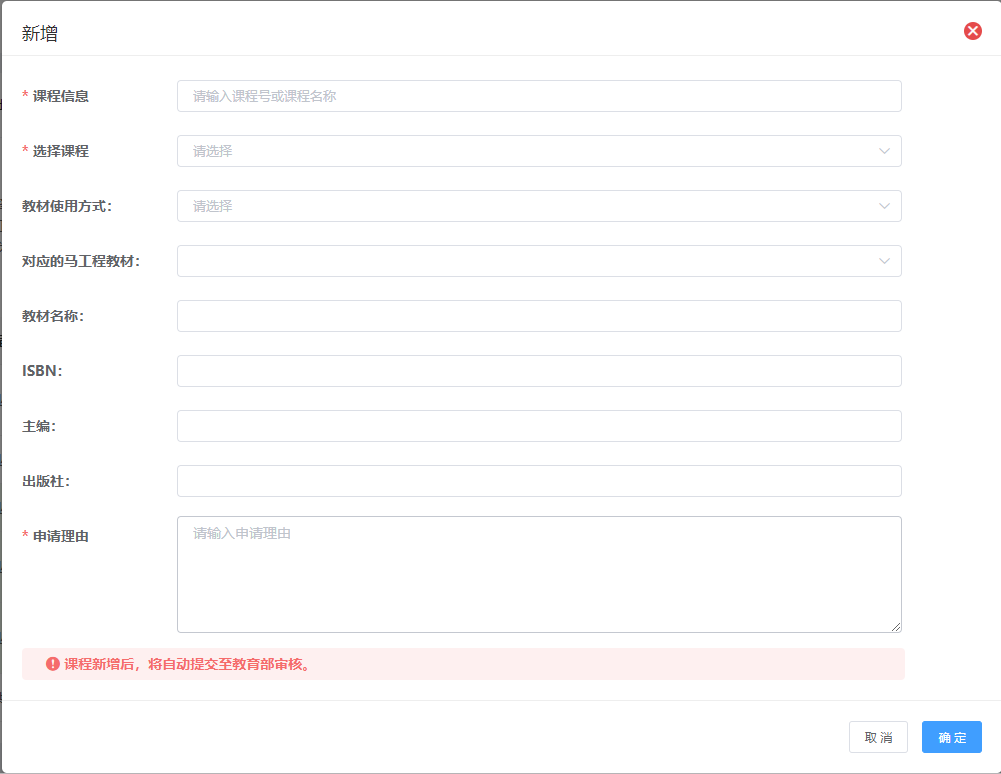 新增
* 课程信息
请输入课程号或课程名称
* 选择课程
请选择
教材使用方式：
请选择
对应的马工程教材：
教材名称：
ISBN：
主编：
出版社：
* 申请理由
请输入申请理由
课程新增后，将自动提交至教育部审核。
取消
确定